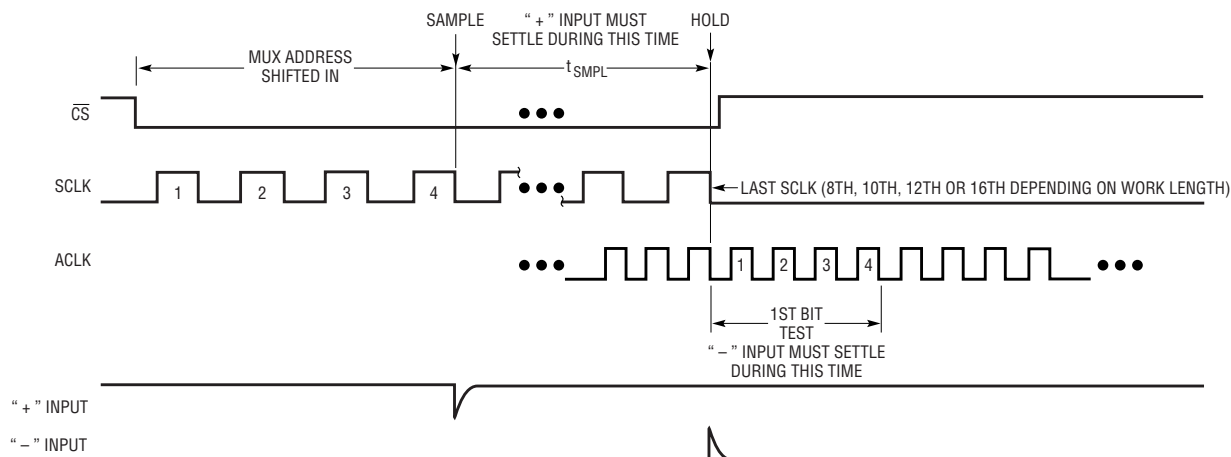 SAMPLE
“ + ” INPUT MUST
SETTLE DURING THIS TIME
HOLD
MUX ADDRESS
SHIFTED IN
tSMPL
CS
SCLK
1 2 3 4
LAST SCLK (8TH, 10TH, 12TH OR 16TH DEPENDING ON WORK LENGTH)
ACLK
1 2 3 4
1ST BIT
TEST
“ – ” INPUT MUST SETTLE
DURING THIS TIME
“ + ” INPUT
“ – ” INPUT